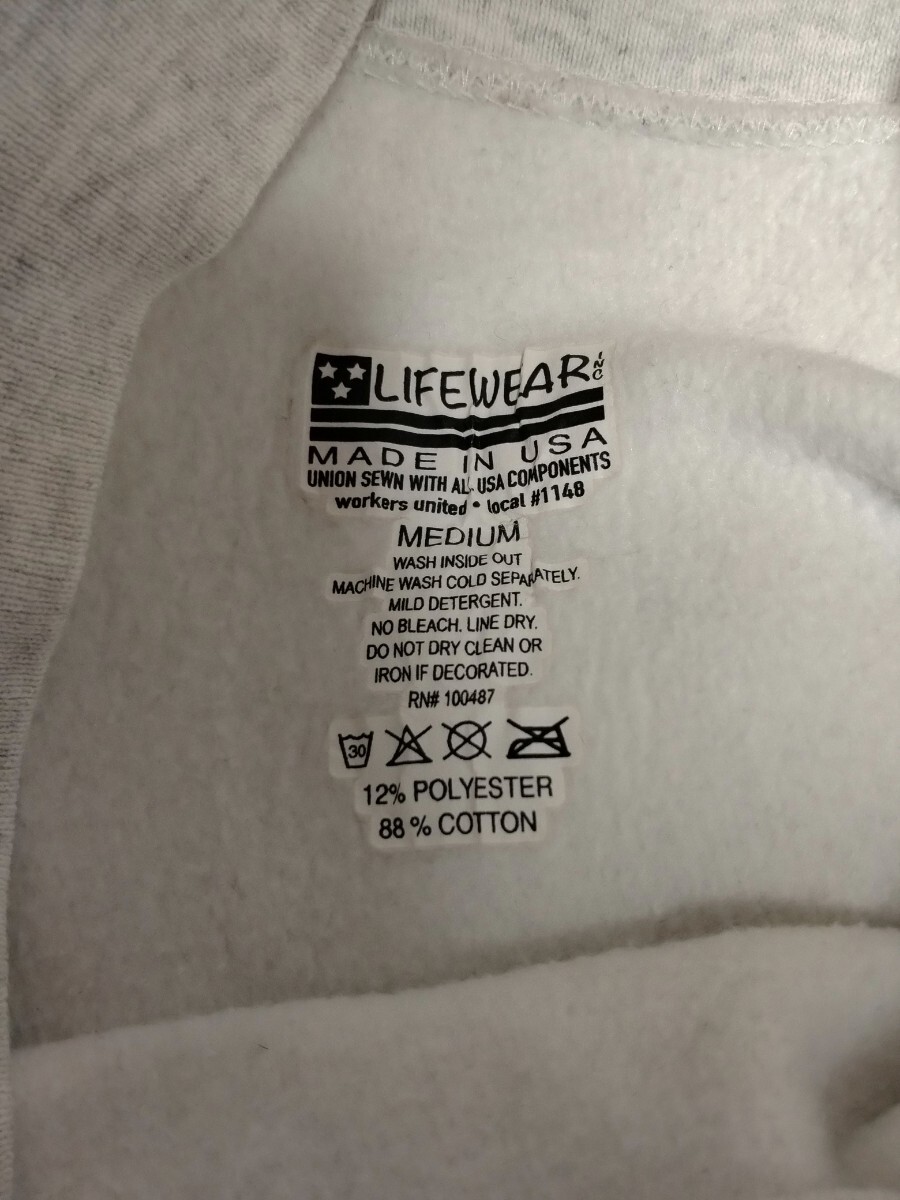 LIFEWEAR INC
MADE IN USA
UNION SEWN WITH ALL USA COMPONENTS
workers united • local #1148
MEDIUM
WASH INSIDE OUT
MACHINE WASH COLD SEPARATELY.
MILD DETERGENT.
NO BLEACH. LINE DRY.
DO NOT DRY CLEAN OR
IRON IF DECORATED.
RN# 100487
30
12% POLYESTER
88% COTTON